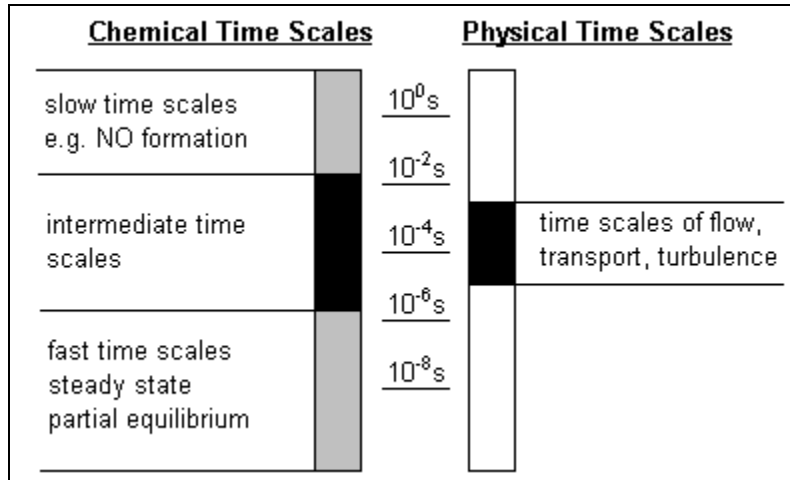 Chemical Time Scales
Physical Time Scales
slow time scales
e.g. NO formation
intermediate time
scales
fast time scales
steady state
partial equilibrium
10⁰s
10⁻²s
10⁻⁴s
10⁻⁶s
10⁻⁸s
time scales of flow,
transport, turbulence